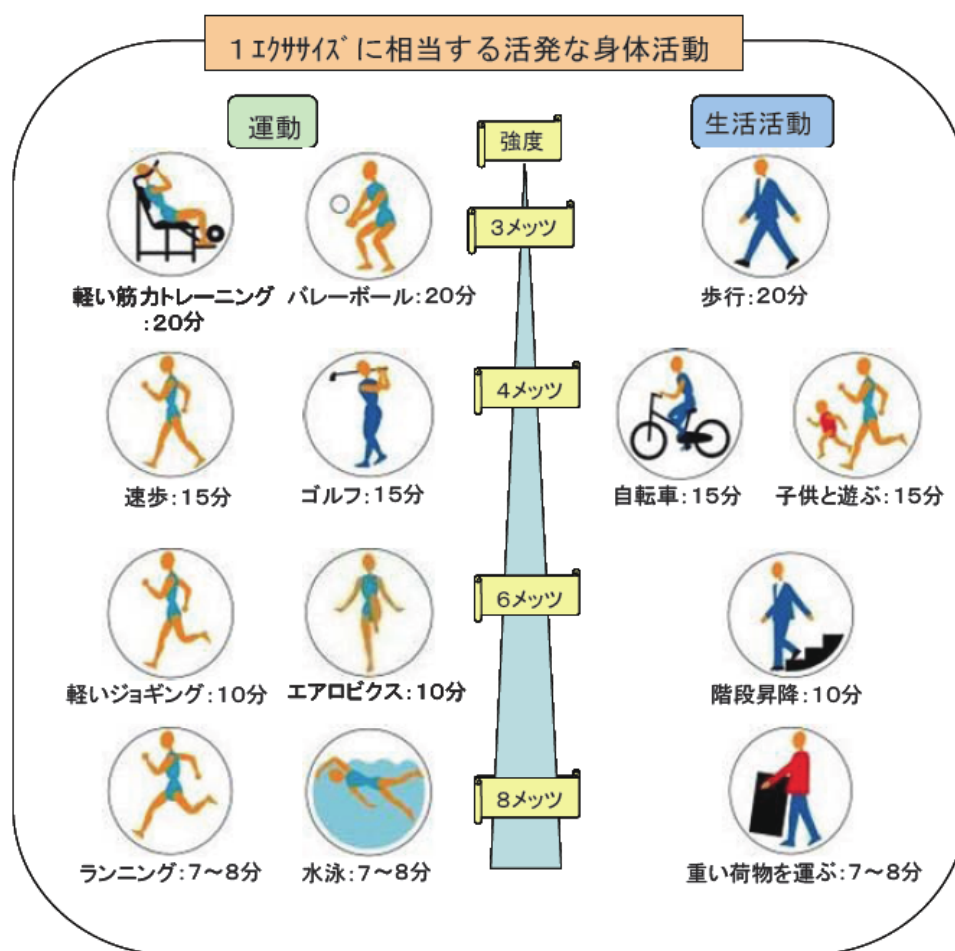 1ｴｸｻｻｲｽﾞに相当する活発な身体活動
運動
強度
生活活動
3メッツ
軽い筋力トレーニング
:20分
バレーボール:20分
歩行:20分
4メッツ
速歩:15分
ゴルフ:15分
自転車:15分
子供と遊ぶ:15分
6メッツ
軽いジョギング:10分
エアロビクス:10分
階段昇降:10分
8メッツ
ランニング:7～8分
水泳:7～8分
重い荷物を運ぶ:7～8分